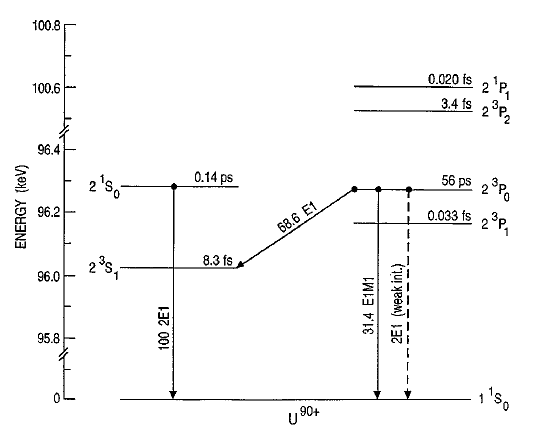 100.8
100.6
96.4
96.2
96.0
95.8
0
ENERGY (keV)
2 ¹S₀
0.14 ps
2 ³S₁
8.3 fs
100 2E1
68.6 E1
0.020 fs 2 ¹P₁
3.4 fs 2 ³P₂
56 ps 2 ³P₀
0.033 fs 2 ³P₁
31.4 E1M1
2E1 (weak int.)
1 ¹S₀
U⁹⁰⁺